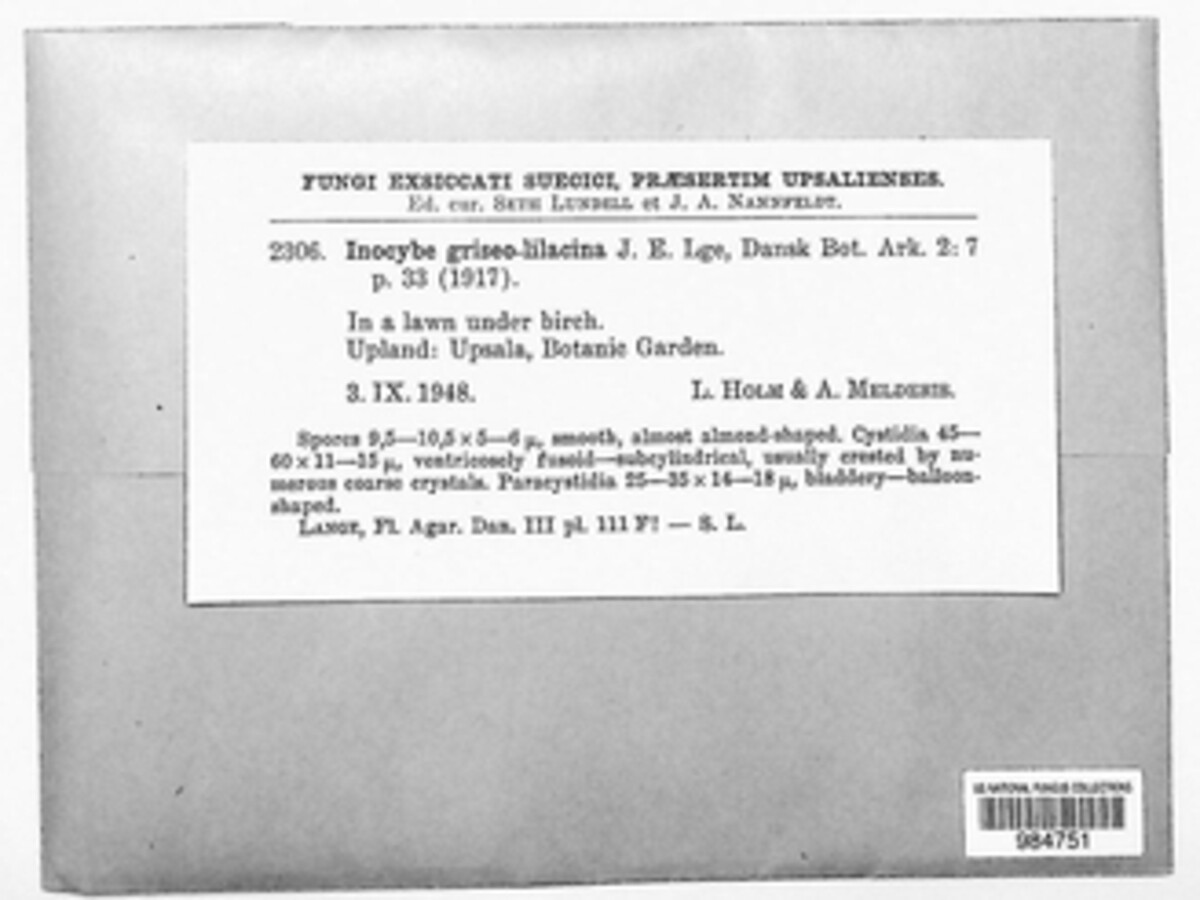 FUNGI EXSICCATI SUECICI, PRÆSERTIM UPSALIENSES.
Ed. cur. SETH LUNDELL et J. A. NANNFELDT.
2306. Inocybe griseo-lilacina J. E. Lge, Dansk Bot. Ark. 2: 7
p. 33 (1917).
In a lawn under birch.
Upland: Upsala, Botanic Garden.
3. IX. 1948. L. HOLM & A. MELDERIS.
Spores 9,5—10,5 × 5—6 μ, smooth, almost almond-shaped. Cystidia 45—
60 × 11—15 μ, ventricosely fusoid—subcylindrical, usually crested by nu-
merous coarse crystals. Paracystidia 25—35 × 14—18 μ, bladdery—balloon-
shaped.
LANGE, Fl. Agar. Dan. III pl. 111 F! — S. L.
US NATIONAL FUNGUS COLLECTIONS
984751